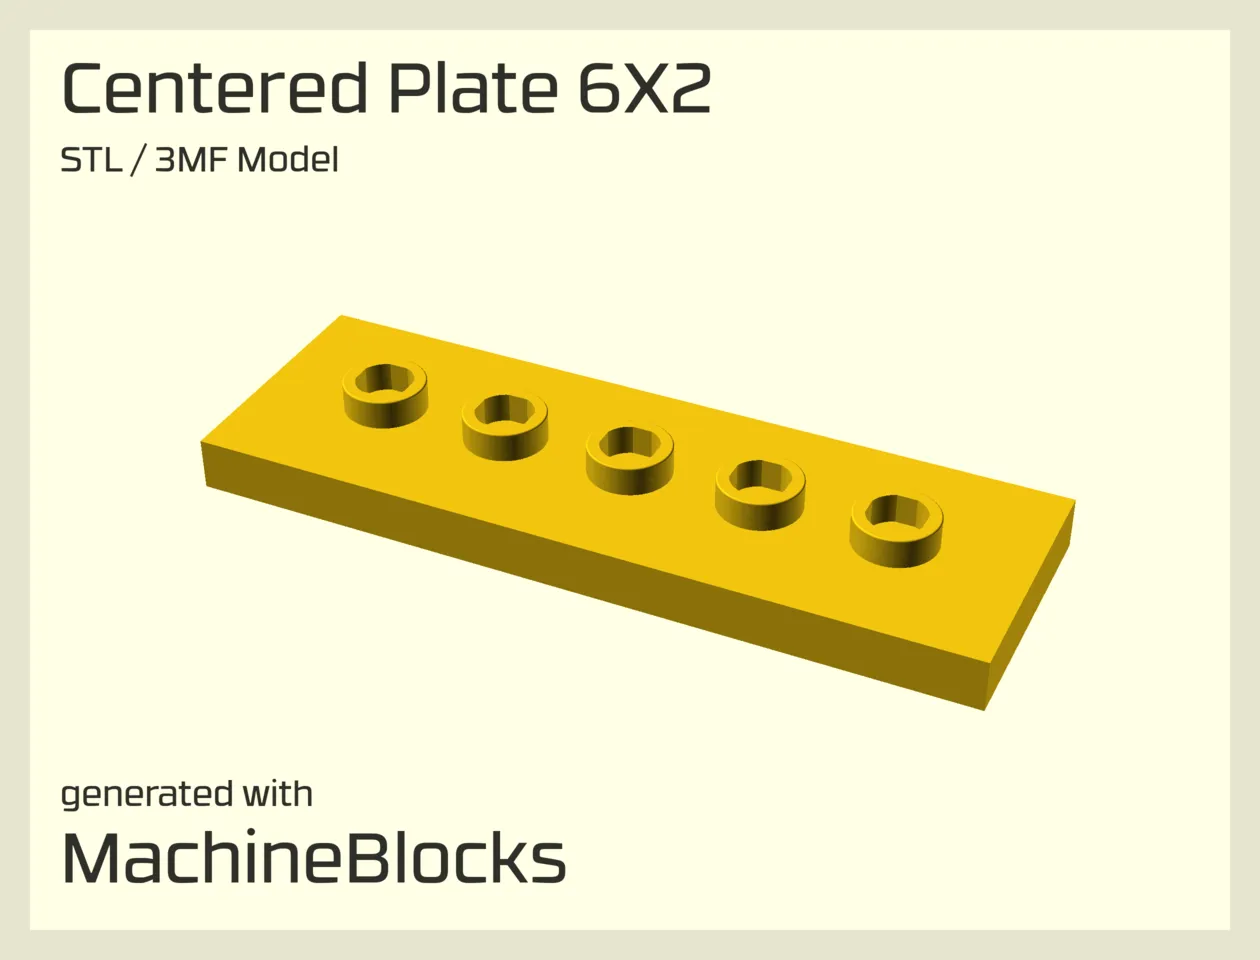 Centered Plate 6X2
STL / 3MF Model
generated with
MachineBlocks